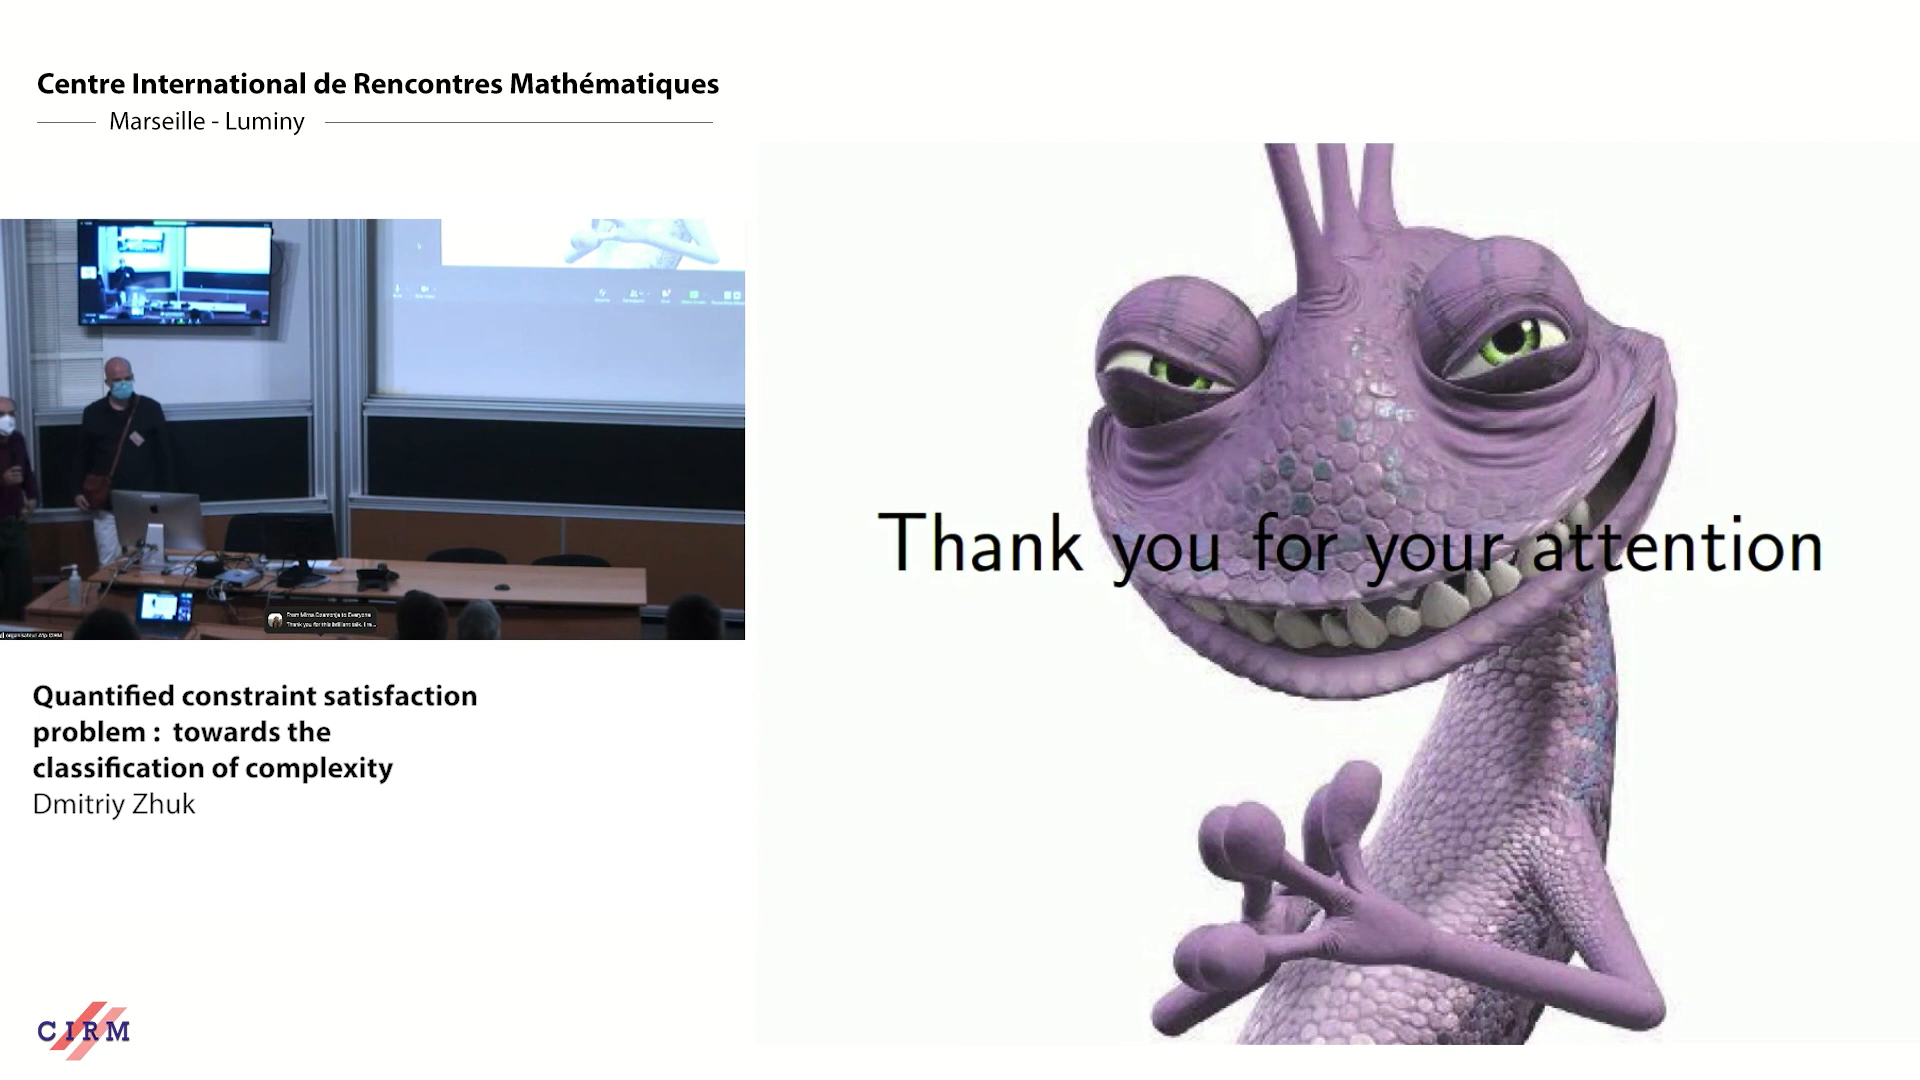 Centre International de Rencontres Mathématiques
Marseille - Luminy
Thank you for your attention
Quantified constraint satisfaction
problem : towards the
classification of complexity
Dmitriy Zhuk
CIRM